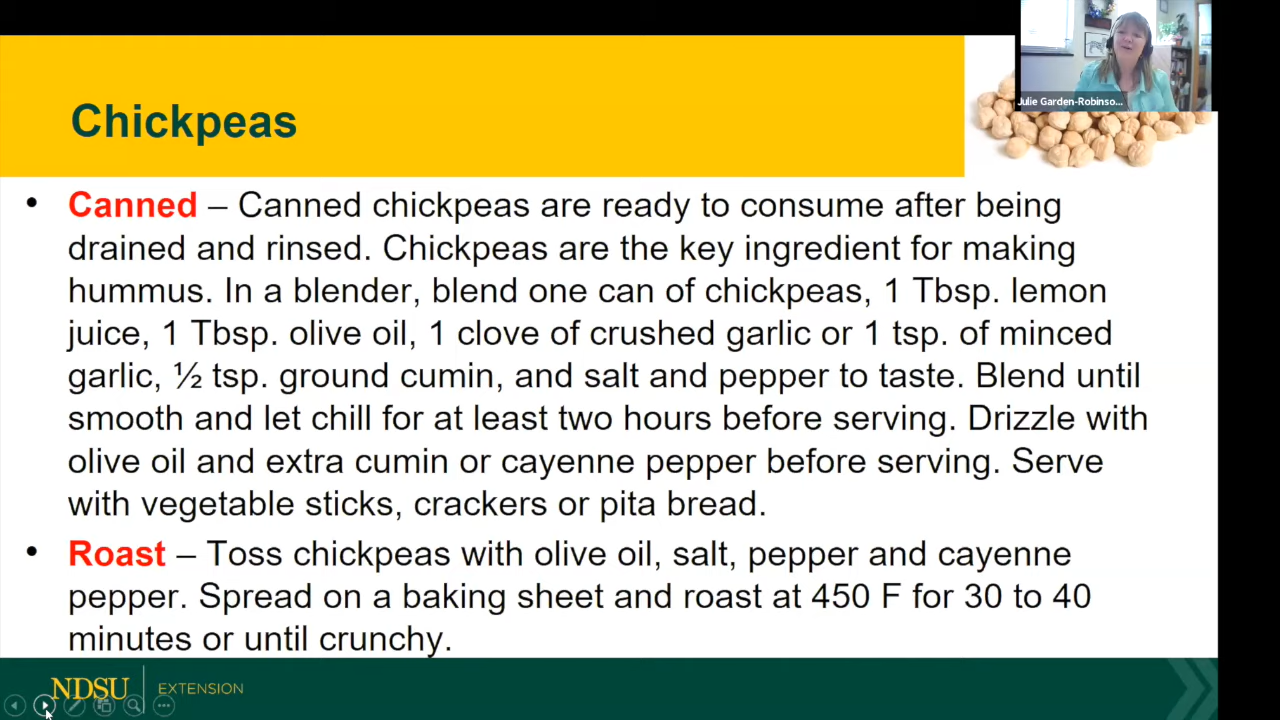 Julie Garden-Robinso...
Chickpeas
• Canned – Canned chickpeas are ready to consume after being
drained and rinsed. Chickpeas are the key ingredient for making
hummus. In a blender, blend one can of chickpeas, 1 Tbsp. lemon
juice, 1 Tbsp. olive oil, 1 clove of crushed garlic or 1 tsp. of minced
garlic, ½ tsp. ground cumin, and salt and pepper to taste. Blend until
smooth and let chill for at least two hours before serving. Drizzle with
olive oil and extra cumin or cayenne pepper before serving. Serve
with vegetable sticks, crackers or pita bread.
• Roast – Toss chickpeas with olive oil, salt, pepper and cayenne
pepper. Spread on a baking sheet and roast at 450 F for 30 to 40
minutes or until crunchy.
NDSU EXTENSION